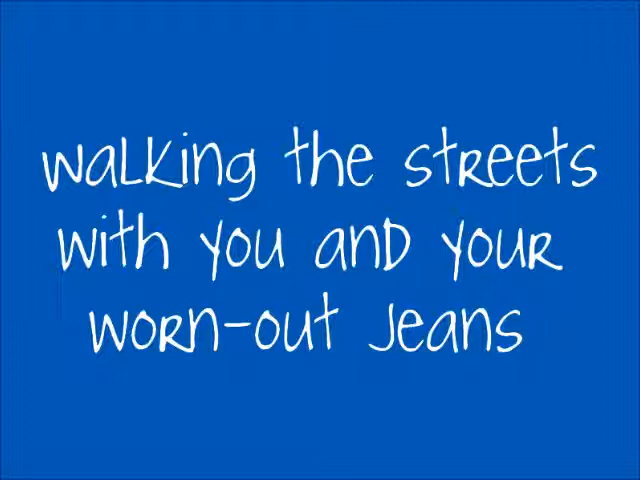 walking the streets
with you and your
worn-out jeans